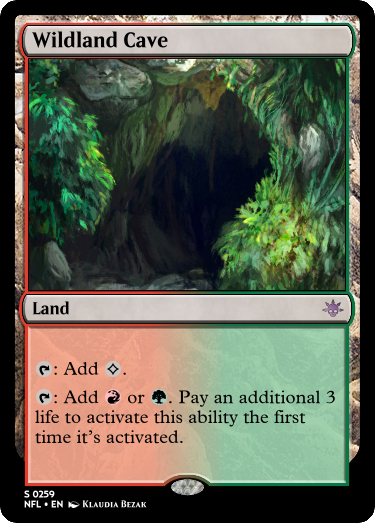 Wildland Cave
Land
: Add .
: Add or . Pay an additional 3
life to activate this ability the first
time it's activated.
S 0259
NFL • EN Klaudia Bezak